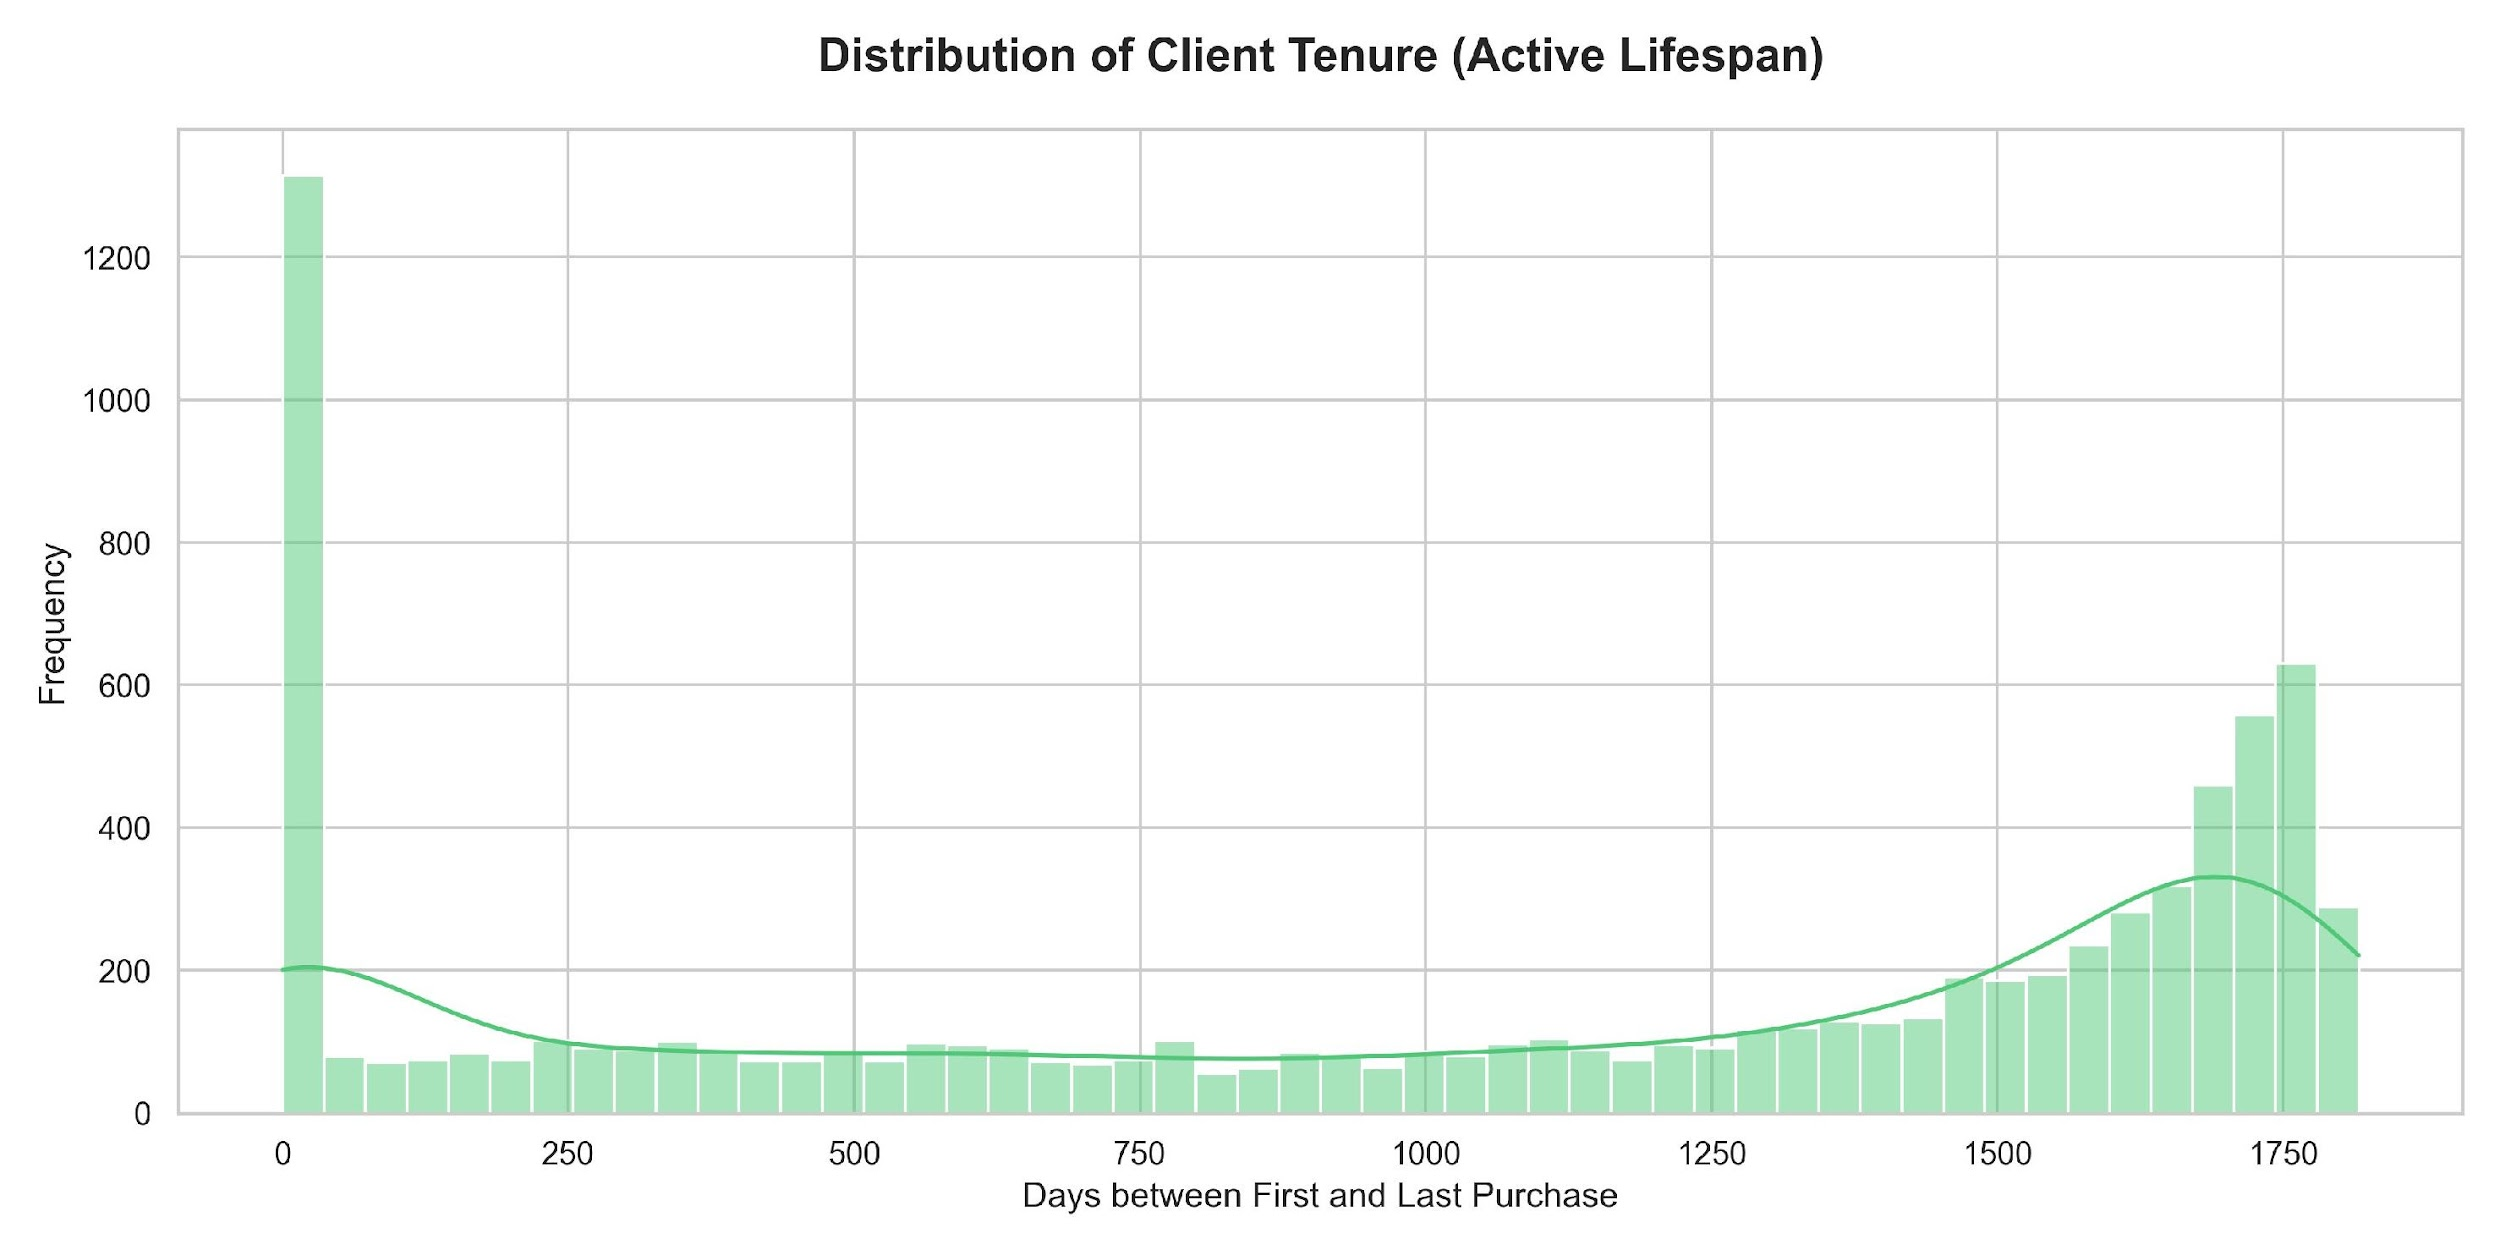 Distribution of Client Tenure (Active Lifespan)
Frequency
1200
1000
800
600
400
200
0
0 250 500 750 1000 1250 1500 1750
Days between First and Last Purchase